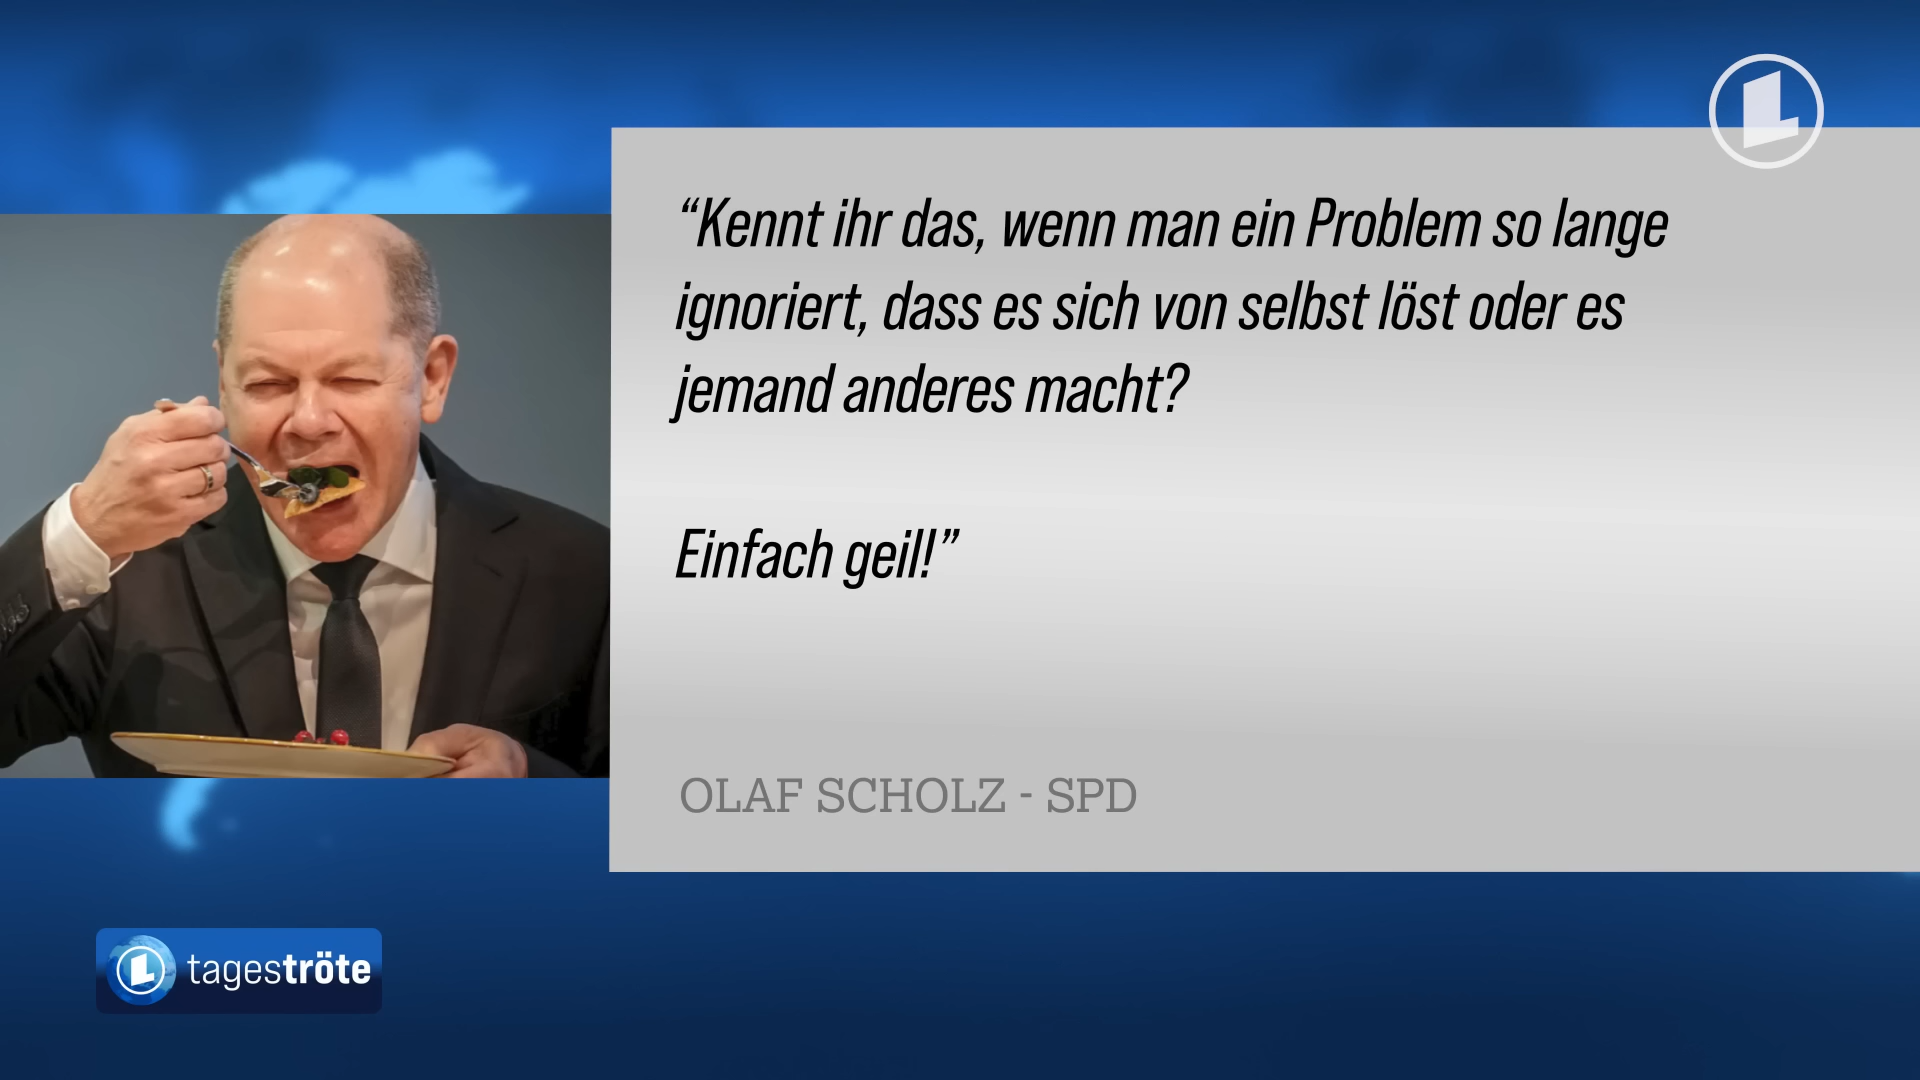 “Kennt ihr das, wenn man ein Problem so lange
ignoriert, dass es sich von selbst löst oder es
jemand anderes macht?
Einfach geil!”
OLAF SCHOLZ - SPD
tageströte